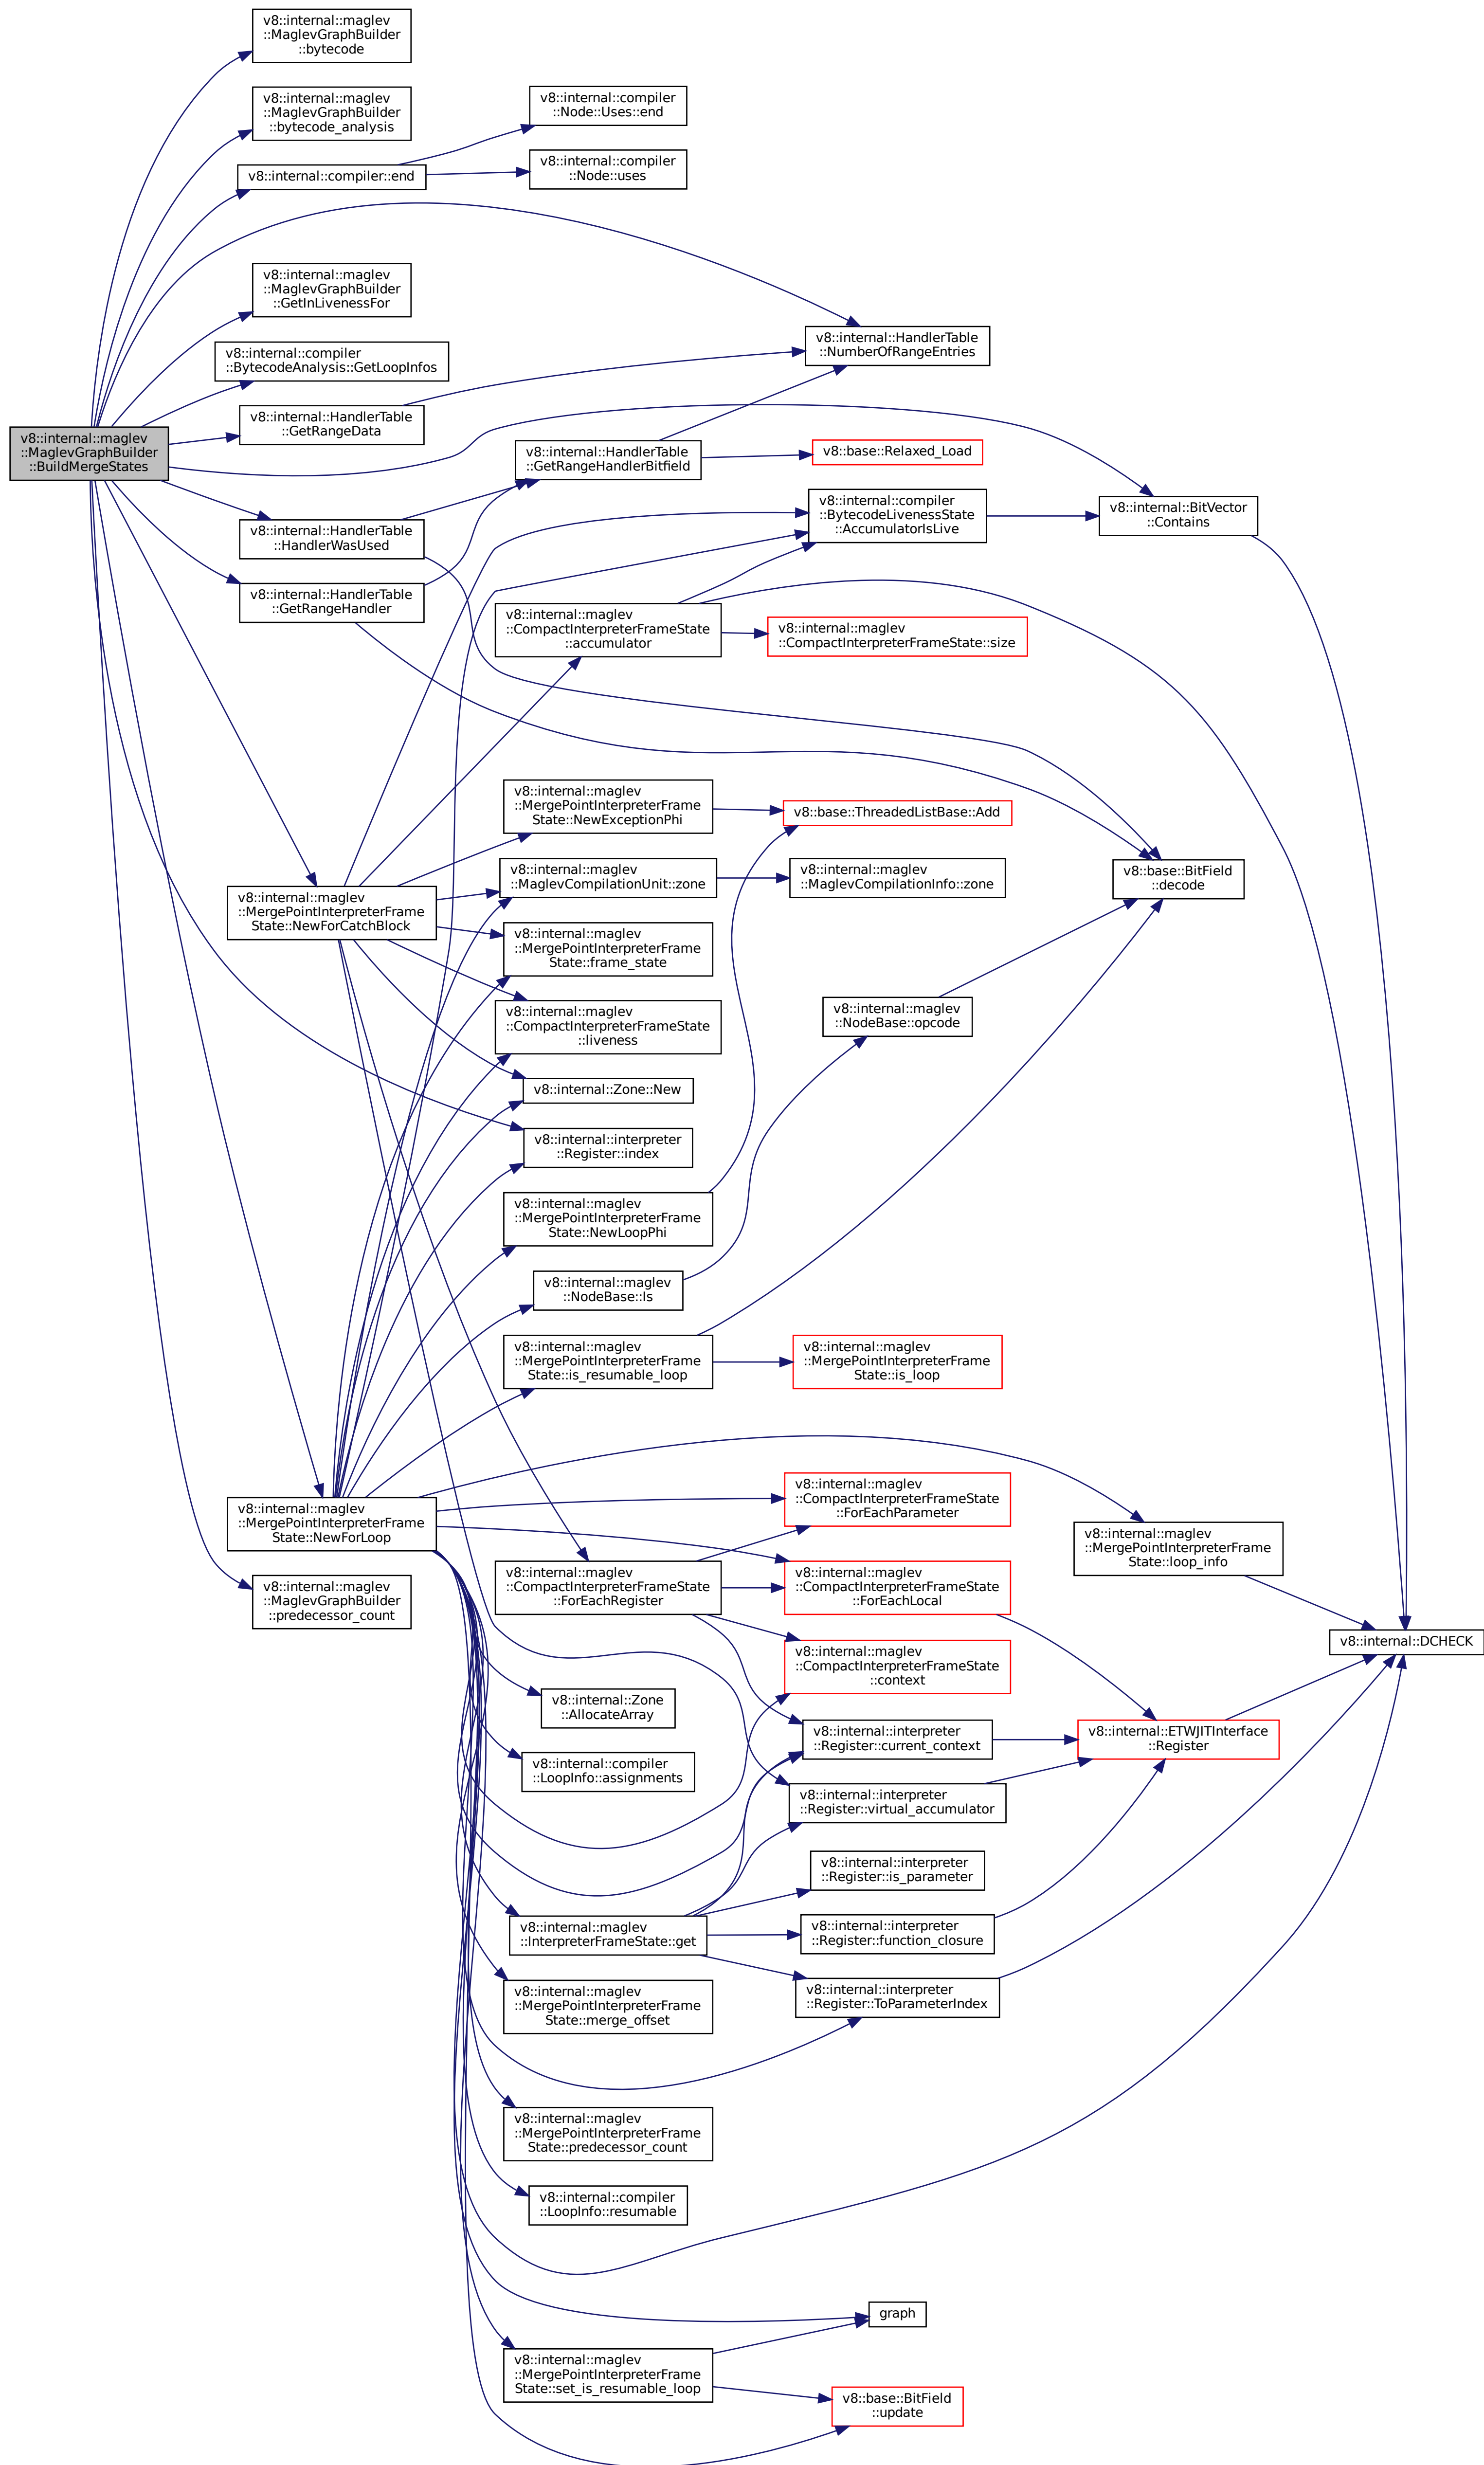 v8::internal::maglev
::MaglevGraphBuilder
::BuildMergeStates
v8::internal::maglev
::MaglevGraphBuilder
::bytecode
v8::internal::maglev
::MaglevGraphBuilder
::bytecode_analysis
v8::internal::compiler::end
v8::internal::compiler
::Node::Uses::end
v8::internal::compiler
::Node::uses
v8::internal::maglev
::MaglevGraphBuilder
::GetInLivenessFor
v8::internal::compiler
::BytecodeAnalysis::GetLoopInfos
v8::internal::HandlerTable
::GetRangeData
v8::internal::HandlerTable
::NumberOfRangeEntries
v8::internal::HandlerTable
::HandlerWasUsed
v8::internal::HandlerTable
::GetRangeHandler
v8::internal::HandlerTable
::GetRangeHandlerBitfield
v8::base::Relaxed_Load
v8::internal::compiler
::BytecodeLivenessState
::AccumulatorIsLive
v8::internal::BitVector
::Contains
v8::internal::maglev
::CompactInterpreterFrameState
::accumulator
v8::internal::maglev
::CompactInterpreterFrameState::size
v8::internal::maglev
::MergePointInterpreterFrame
State::NewExceptionPhi
v8::base::ThreadedListBase::Add
v8::internal::maglev
::MaglevCompilationUnit::zone
v8::internal::maglev
::MaglevCompilationInfo::zone
v8::base::BitField
::decode
v8::internal::maglev
::MergePointInterpreterFrame
State::NewForCatchBlock
v8::internal::maglev
::MergePointInterpreterFrame
State::frame_state
v8::internal::maglev
::CompactInterpreterFrameState
::liveness
v8::internal::maglev
::NodeBase::opcode
v8::internal::Zone::New
v8::internal::interpreter
::Register::index
v8::internal::maglev
::MergePointInterpreterFrame
State::NewLoopPhi
v8::internal::maglev
::NodeBase::Is
v8::internal::maglev
::MergePointInterpreterFrame
State::is_resumable_loop
v8::internal::maglev
::MergePointInterpreterFrame
State::is_loop
v8::internal::maglev
::MergePointInterpreterFrame
State::NewForLoop
v8::internal::maglev
::CompactInterpreterFrameState
::ForEachParameter
v8::internal::maglev
::MergePointInterpreterFrame
State::loop_info
v8::internal::maglev
::MaglevGraphBuilder
::predecessor_count
v8::internal::maglev
::CompactInterpreterFrameState
::ForEachRegister
v8::internal::maglev
::CompactInterpreterFrameState
::ForEachLocal
v8::internal::DCHECK
v8::internal::maglev
::CompactInterpreterFrameState
::context
v8::internal::Zone
::AllocateArray
v8::internal::interpreter
::Register::current_context
v8::internal::ETWJITInterface
::Register
v8::internal::compiler
::LoopInfo::assignments
v8::internal::interpreter
::Register::virtual_accumulator
v8::internal::interpreter
::Register::is_parameter
v8::internal::maglev
::InterpreterFrameState::get
v8::internal::interpreter
::Register::function_closure
v8::internal::maglev
::MergePointInterpreterFrame
State::merge_offset
v8::internal::interpreter
::Register::ToParameterIndex
v8::internal::maglev
::MergePointInterpreterFrame
State::predecessor_count
v8::internal::compiler
::LoopInfo::resumable
graph
v8::internal::maglev
::MergePointInterpreterFrame
State::set_is_resumable_loop
v8::base::BitField
::update